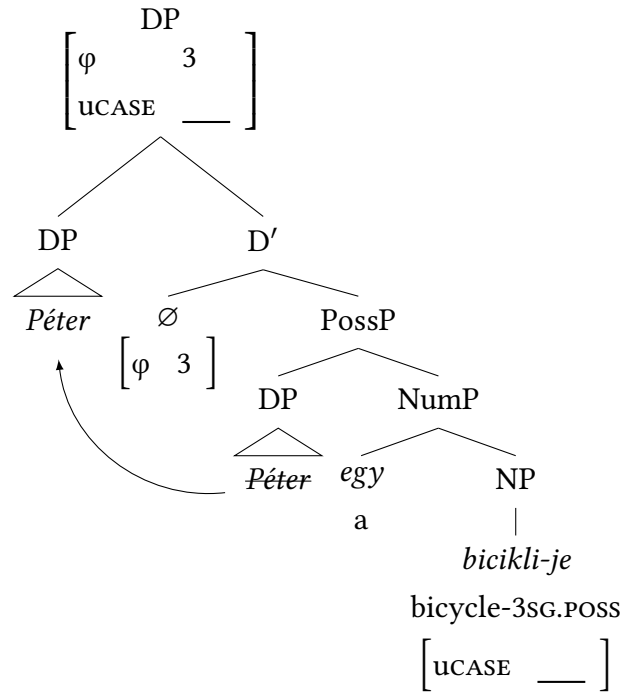 DP
φ 3
uCASE ___
DP D′
Péter ∅ PossP
φ 3
DP NumP
Péter egy NP
a
bicikli-je
bicycle-3SG.POSS
uCASE ___